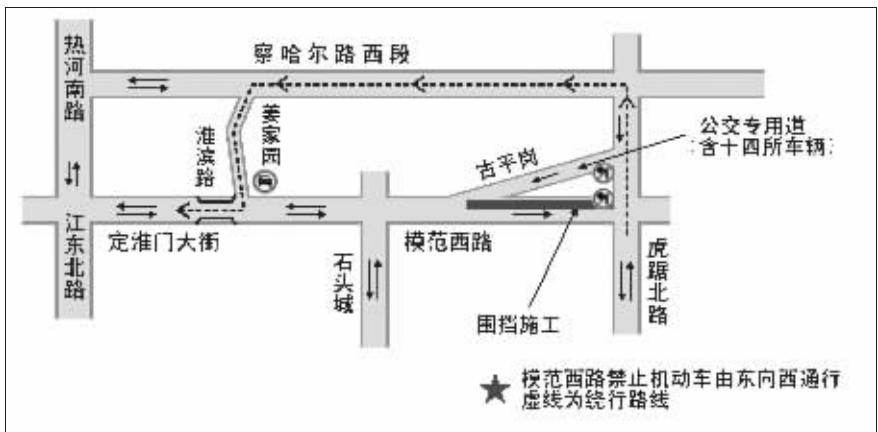 热河南路
察哈尔路西段
姜家园
淮滨路
古平岗
公交专用道
(含十四所车辆)
江东北路
定淮门大街
石头城
模范西路
虎踞北路
围挡施工
模范西路禁止机动车由东向西通行
虚线为绕行路线